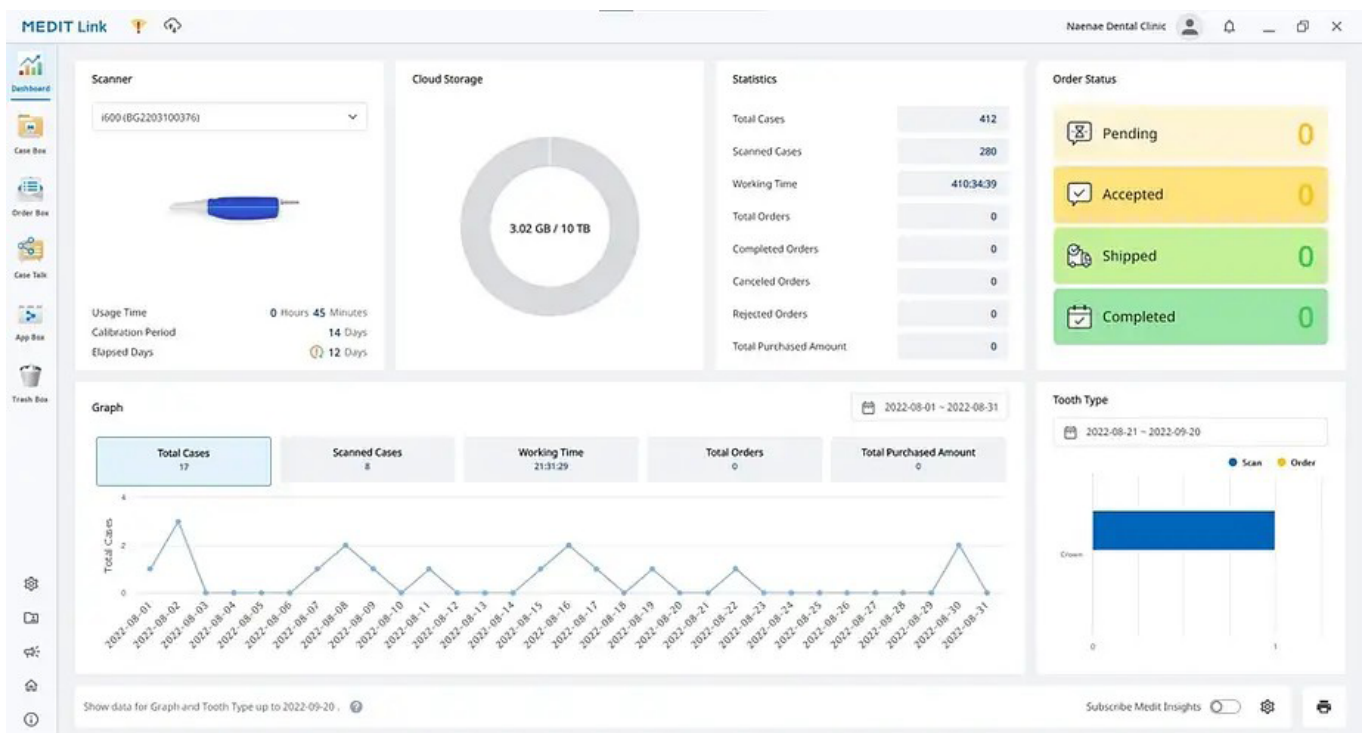 MEDIT Link
Naenae Dental Clinic
Dashboard
Case Box
Order Box
Case Talk
App Box
Trash Box
Scanner
i600 (BG2203100376)
Usage Time 0 Hours 45 Minutes
Calibration Period 14 Days
Elapsed Days 12 Days
Cloud Storage
3.02 GB / 10 TB
Statistics
Total Cases 412
Scanned Cases 280
Working Time 410:34:39
Total Orders 0
Completed Orders 0
Canceled Orders 0
Rejected Orders 0
Total Purchased Amount 0
Order Status
Pending 0
Accepted 0
Shipped 0
Completed 0
Graph
2022-08-01 ~ 2022-08-31
Total Cases
17
Scanned Cases
8
Working Time
21:31:29
Total Orders
0
Total Purchased Amount
0
Total Cases
4
2
0
2022-08-01
2022-08-02
2022-08-03
2022-08-04
2022-08-05
2022-08-06
2022-08-07
2022-08-08
2022-08-09
2022-08-10
2022-08-11
2022-08-12
2022-08-13
2022-08-14
2022-08-15
2022-08-16
2022-08-17
2022-08-18
2022-08-19
2022-08-20
2022-08-21
2022-08-22
2022-08-23
2022-08-24
2022-08-25
2022-08-26
2022-08-27
2022-08-28
2022-08-29
2022-08-30
2022-08-31
Tooth Type
2022-08-21 ~ 2022-09-20
Scan Order
Crown
0 1
Show data for Graph and Tooth Type up to 2022-09-20 .
Subscribe Medit Insights